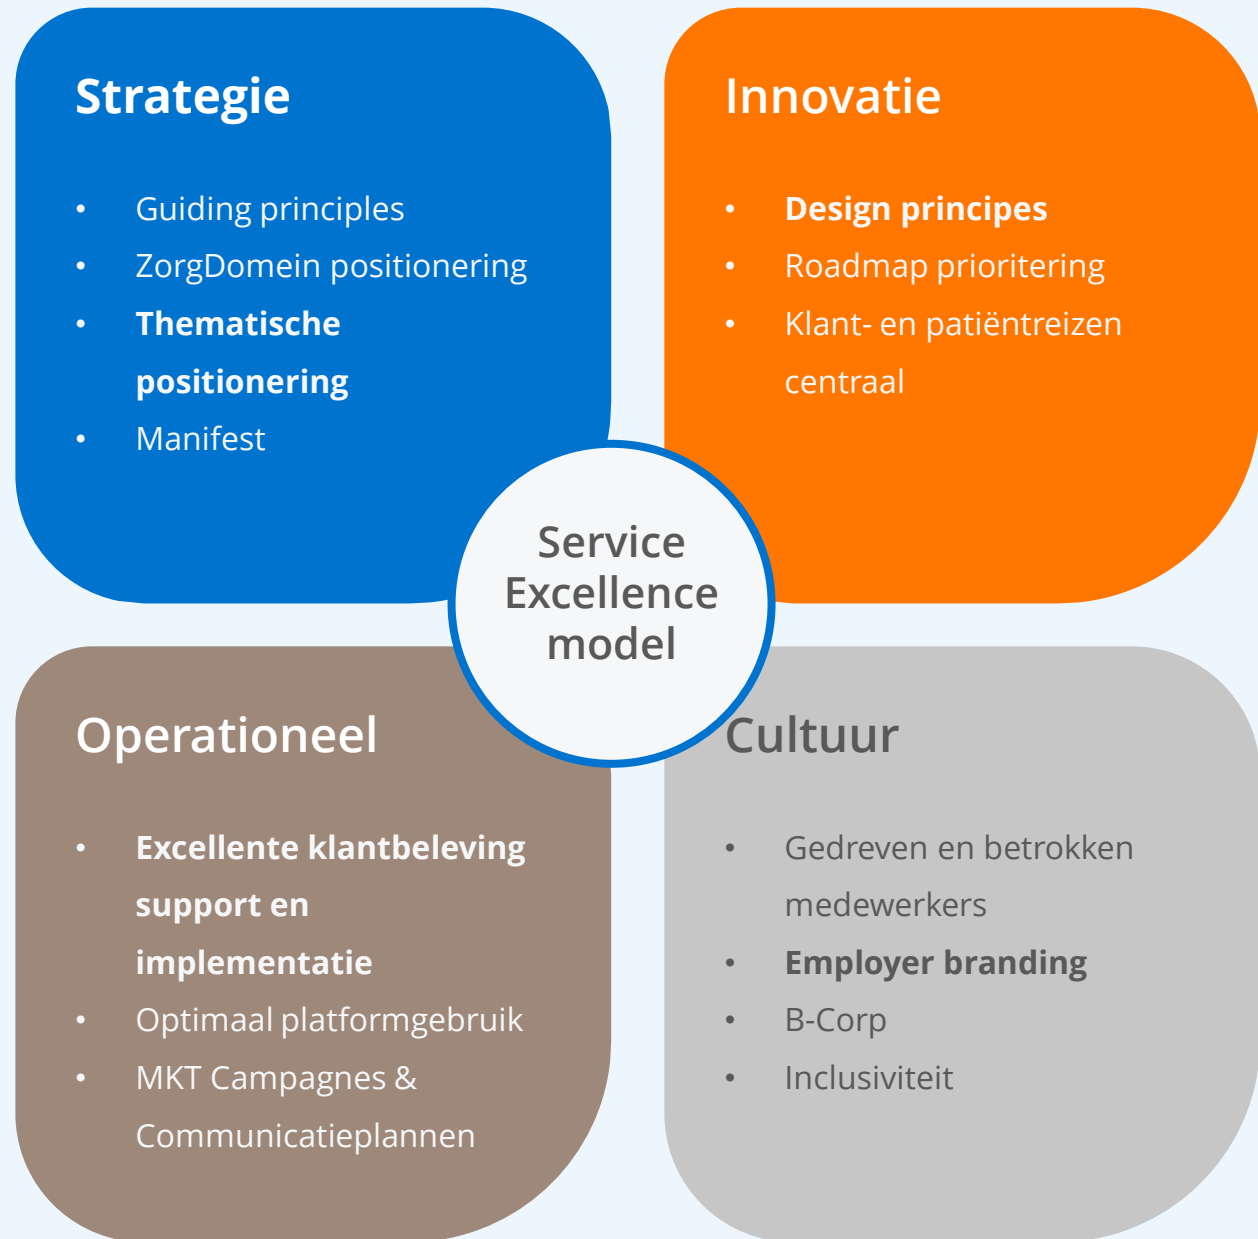 Strategie
• Guiding principles
• ZorgDomein positionering
• Thematische
positionering
• Manifest
Innovatie
• Design principes
• Roadmap prioritering
• Klant- en patiëntreizen
centraal
Service
Excellence
model
Operationeel
• Excellente klantbeleving
support en
implementatie
• Optimaal platformgebruik
• MKT Campagnes &
Communicatieplannen
Cultuur
• Gedreven en betrokken
medewerkers
• Employer branding
• B-Corp
• Inclusiviteit